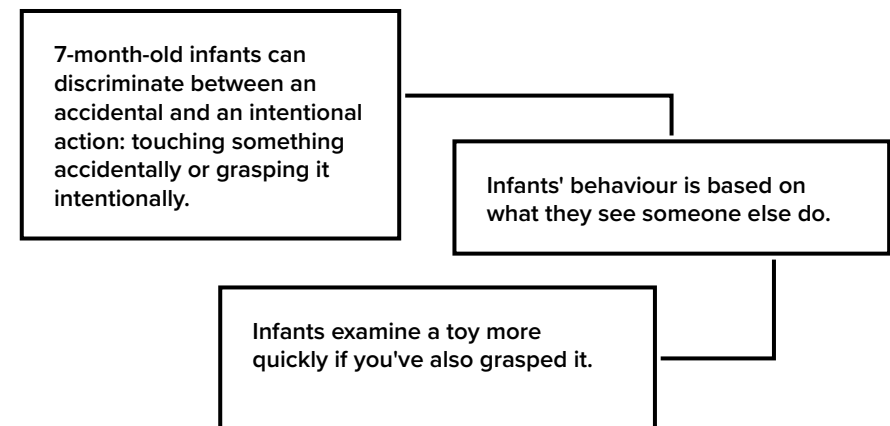 7-month-old infants can
discriminate between an
accidental and an intentional
action: touching something
accidentally or grasping it
intentionally.
Infants' behaviour is based on
what they see someone else do.
Infants examine a toy more
quickly if you've also grasped it.